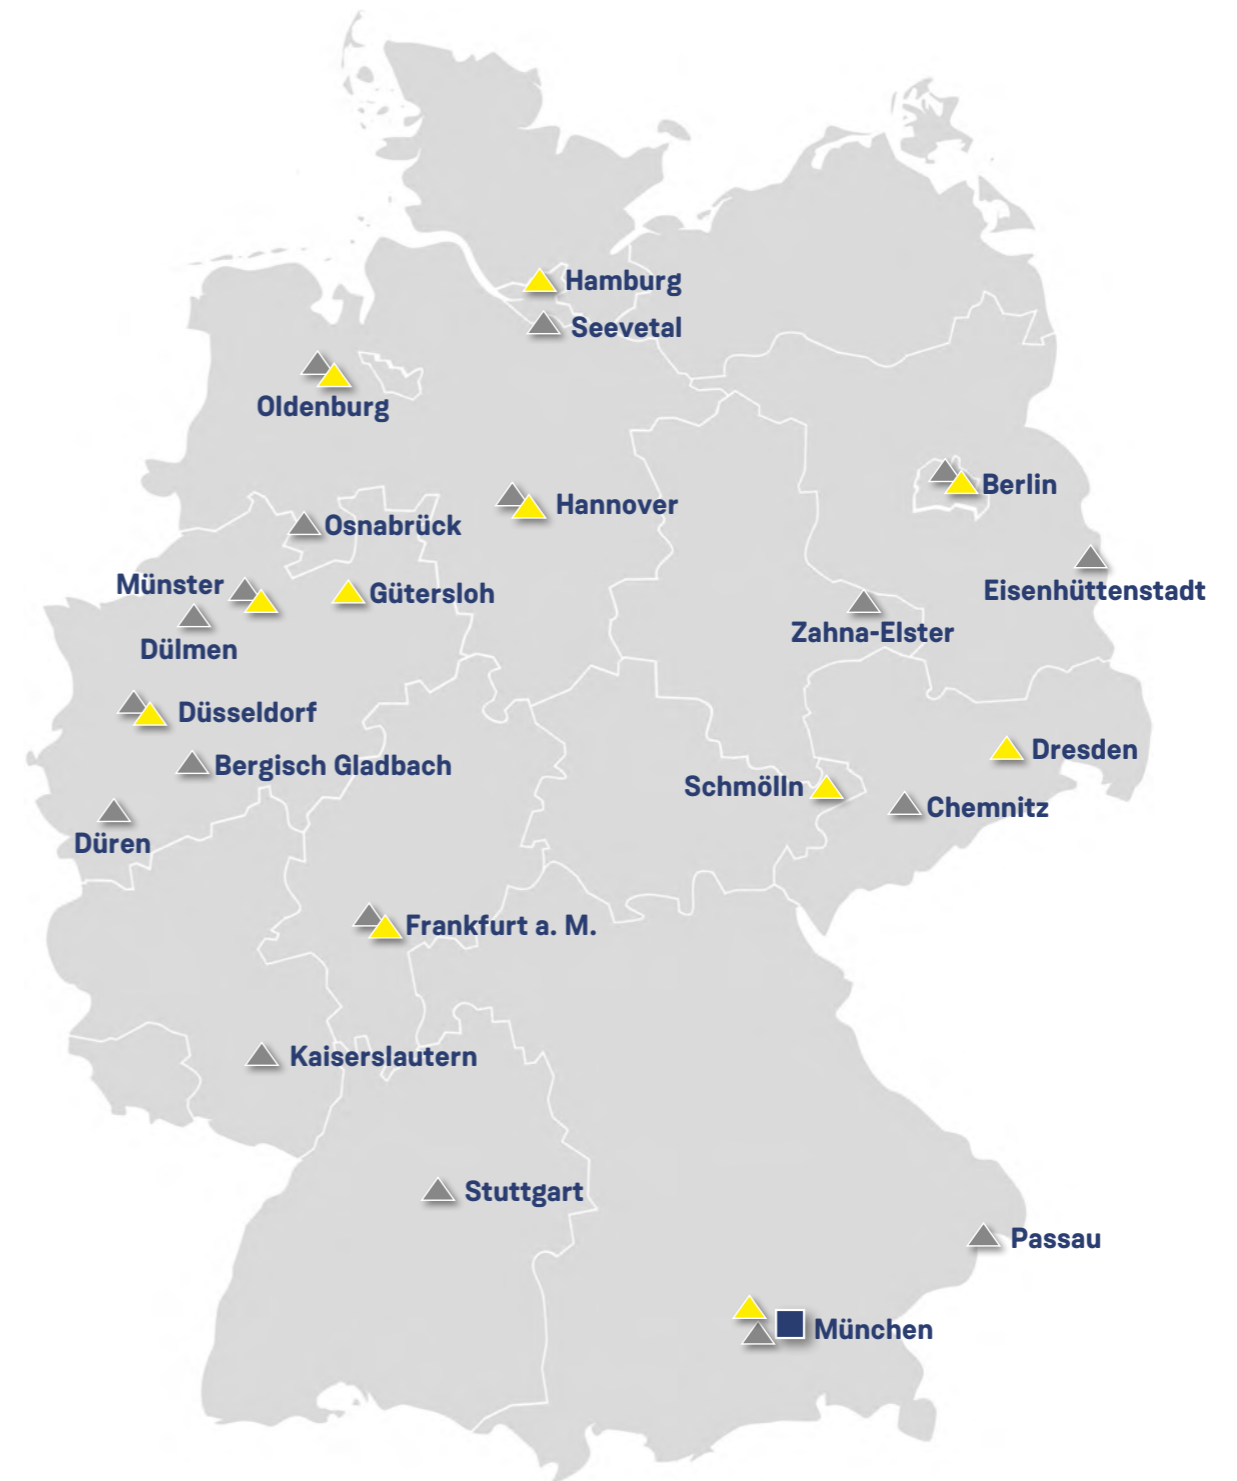 Hamburg
Seevetal
Oldenburg
Berlin
Hannover
Osnabrück
Münster
Gütersloh
Eisenhüttenstadt
Zahna-Elster
Dülmen
Düsseldorf
Dresden
Bergisch Gladbach
Schmölln
Chemnitz
Düren
Frankfurt a. M.
Kaiserslautern
Stuttgart
Passau
München